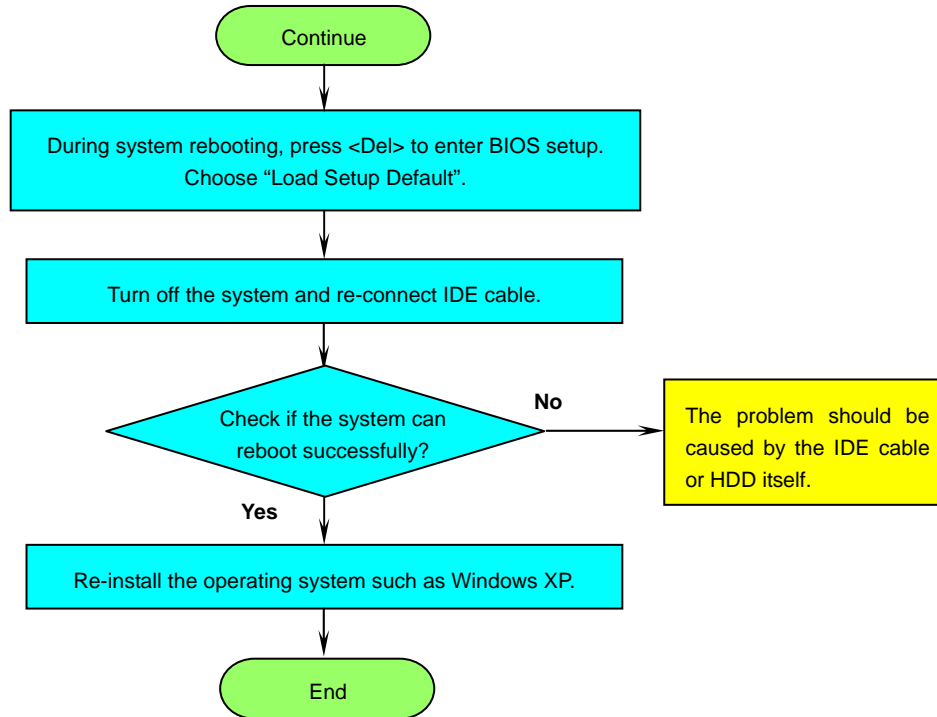 Continue
During system rebooting, press <Del> to enter BIOS setup.
Choose “Load Setup Default”.
Turn off the system and re-connect IDE cable.
Check if the system can
reboot successfully?
No
The problem should be
caused by the IDE cable
or HDD itself.
Yes
Re-install the operating system such as Windows XP.
End